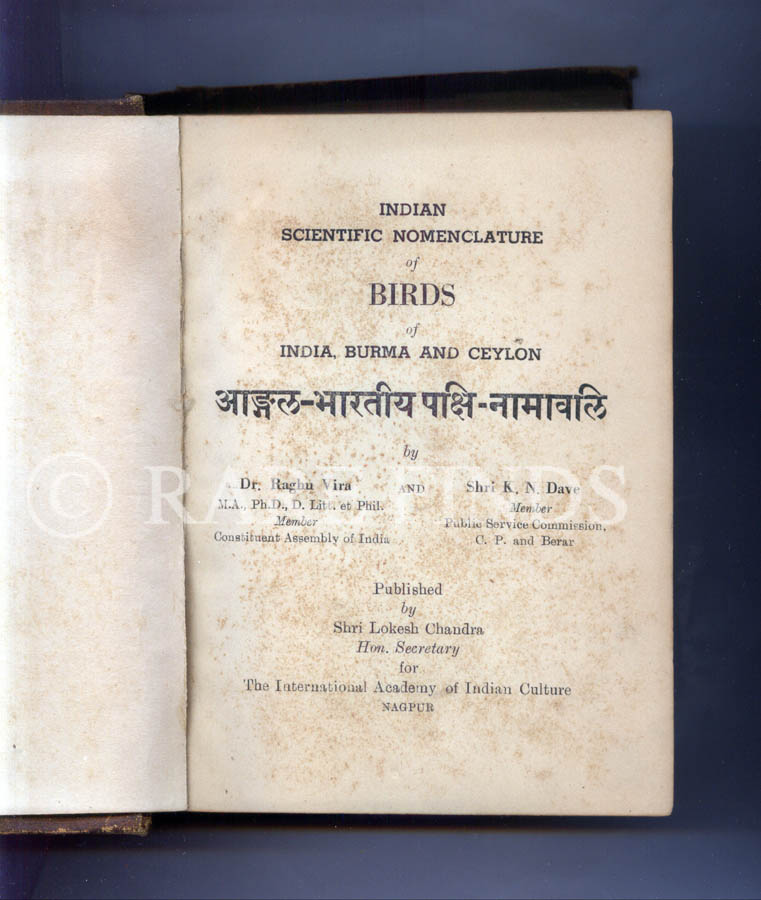 INDIAN
SCIENTIFIC NOMENCLATURE
of
BIRDS
of
INDIA, BURMA AND CEYLON
आङ्गल-भारतीय पक्षि-नामावलि
by
Dr. Raghu Vira AND Shri K. N. Dave
M.A., Ph.D., D. Litt. et Phil. Member
Member Public Service Commission,
Constituent Assembly of India C. P. and Berar
© RARE FINDS
Published
by
Shri Lokesh Chandra
Hon. Secretary
for
The International Academy of Indian Culture
NAGPUR